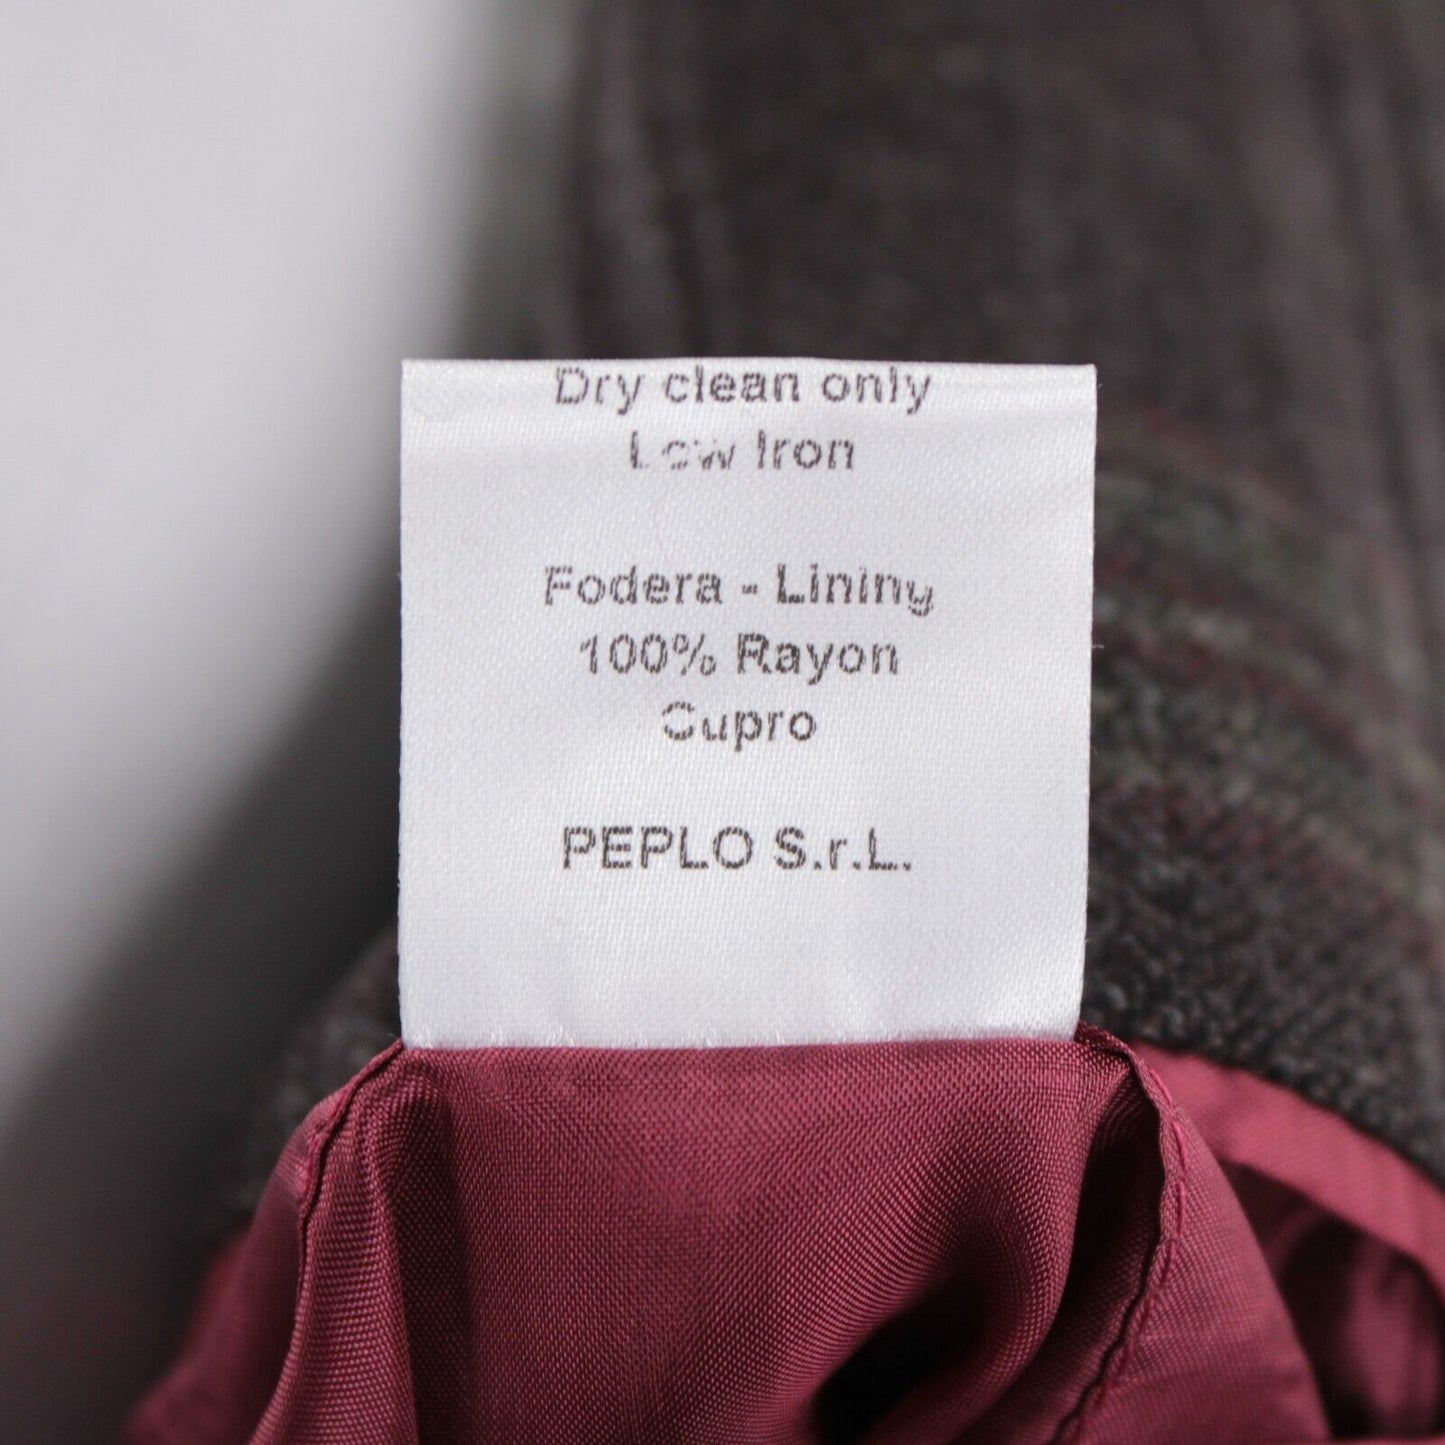 Dry clean only
Low Iron
Fodera - Lining
100% Rayon
Cupro
PEPLO S.r.L.